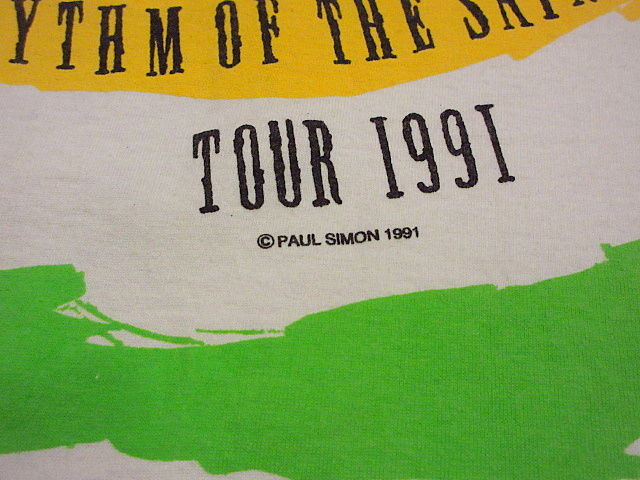 YTHM OF THE
TOUR 1991
© PAUL SIMON 1991